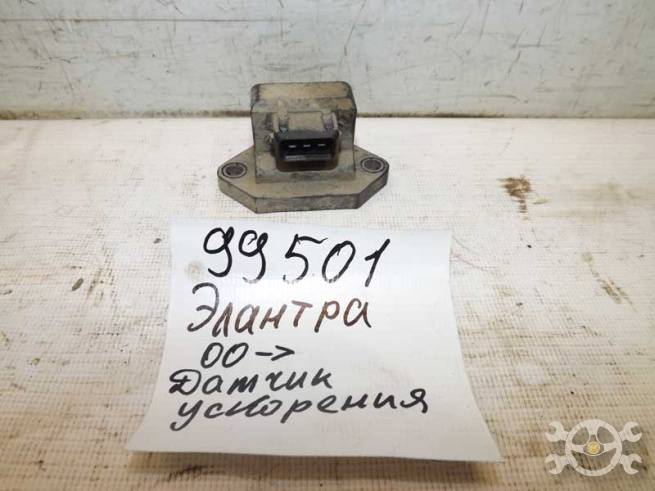 99501
Элантра
00->
Датчик
ускорения